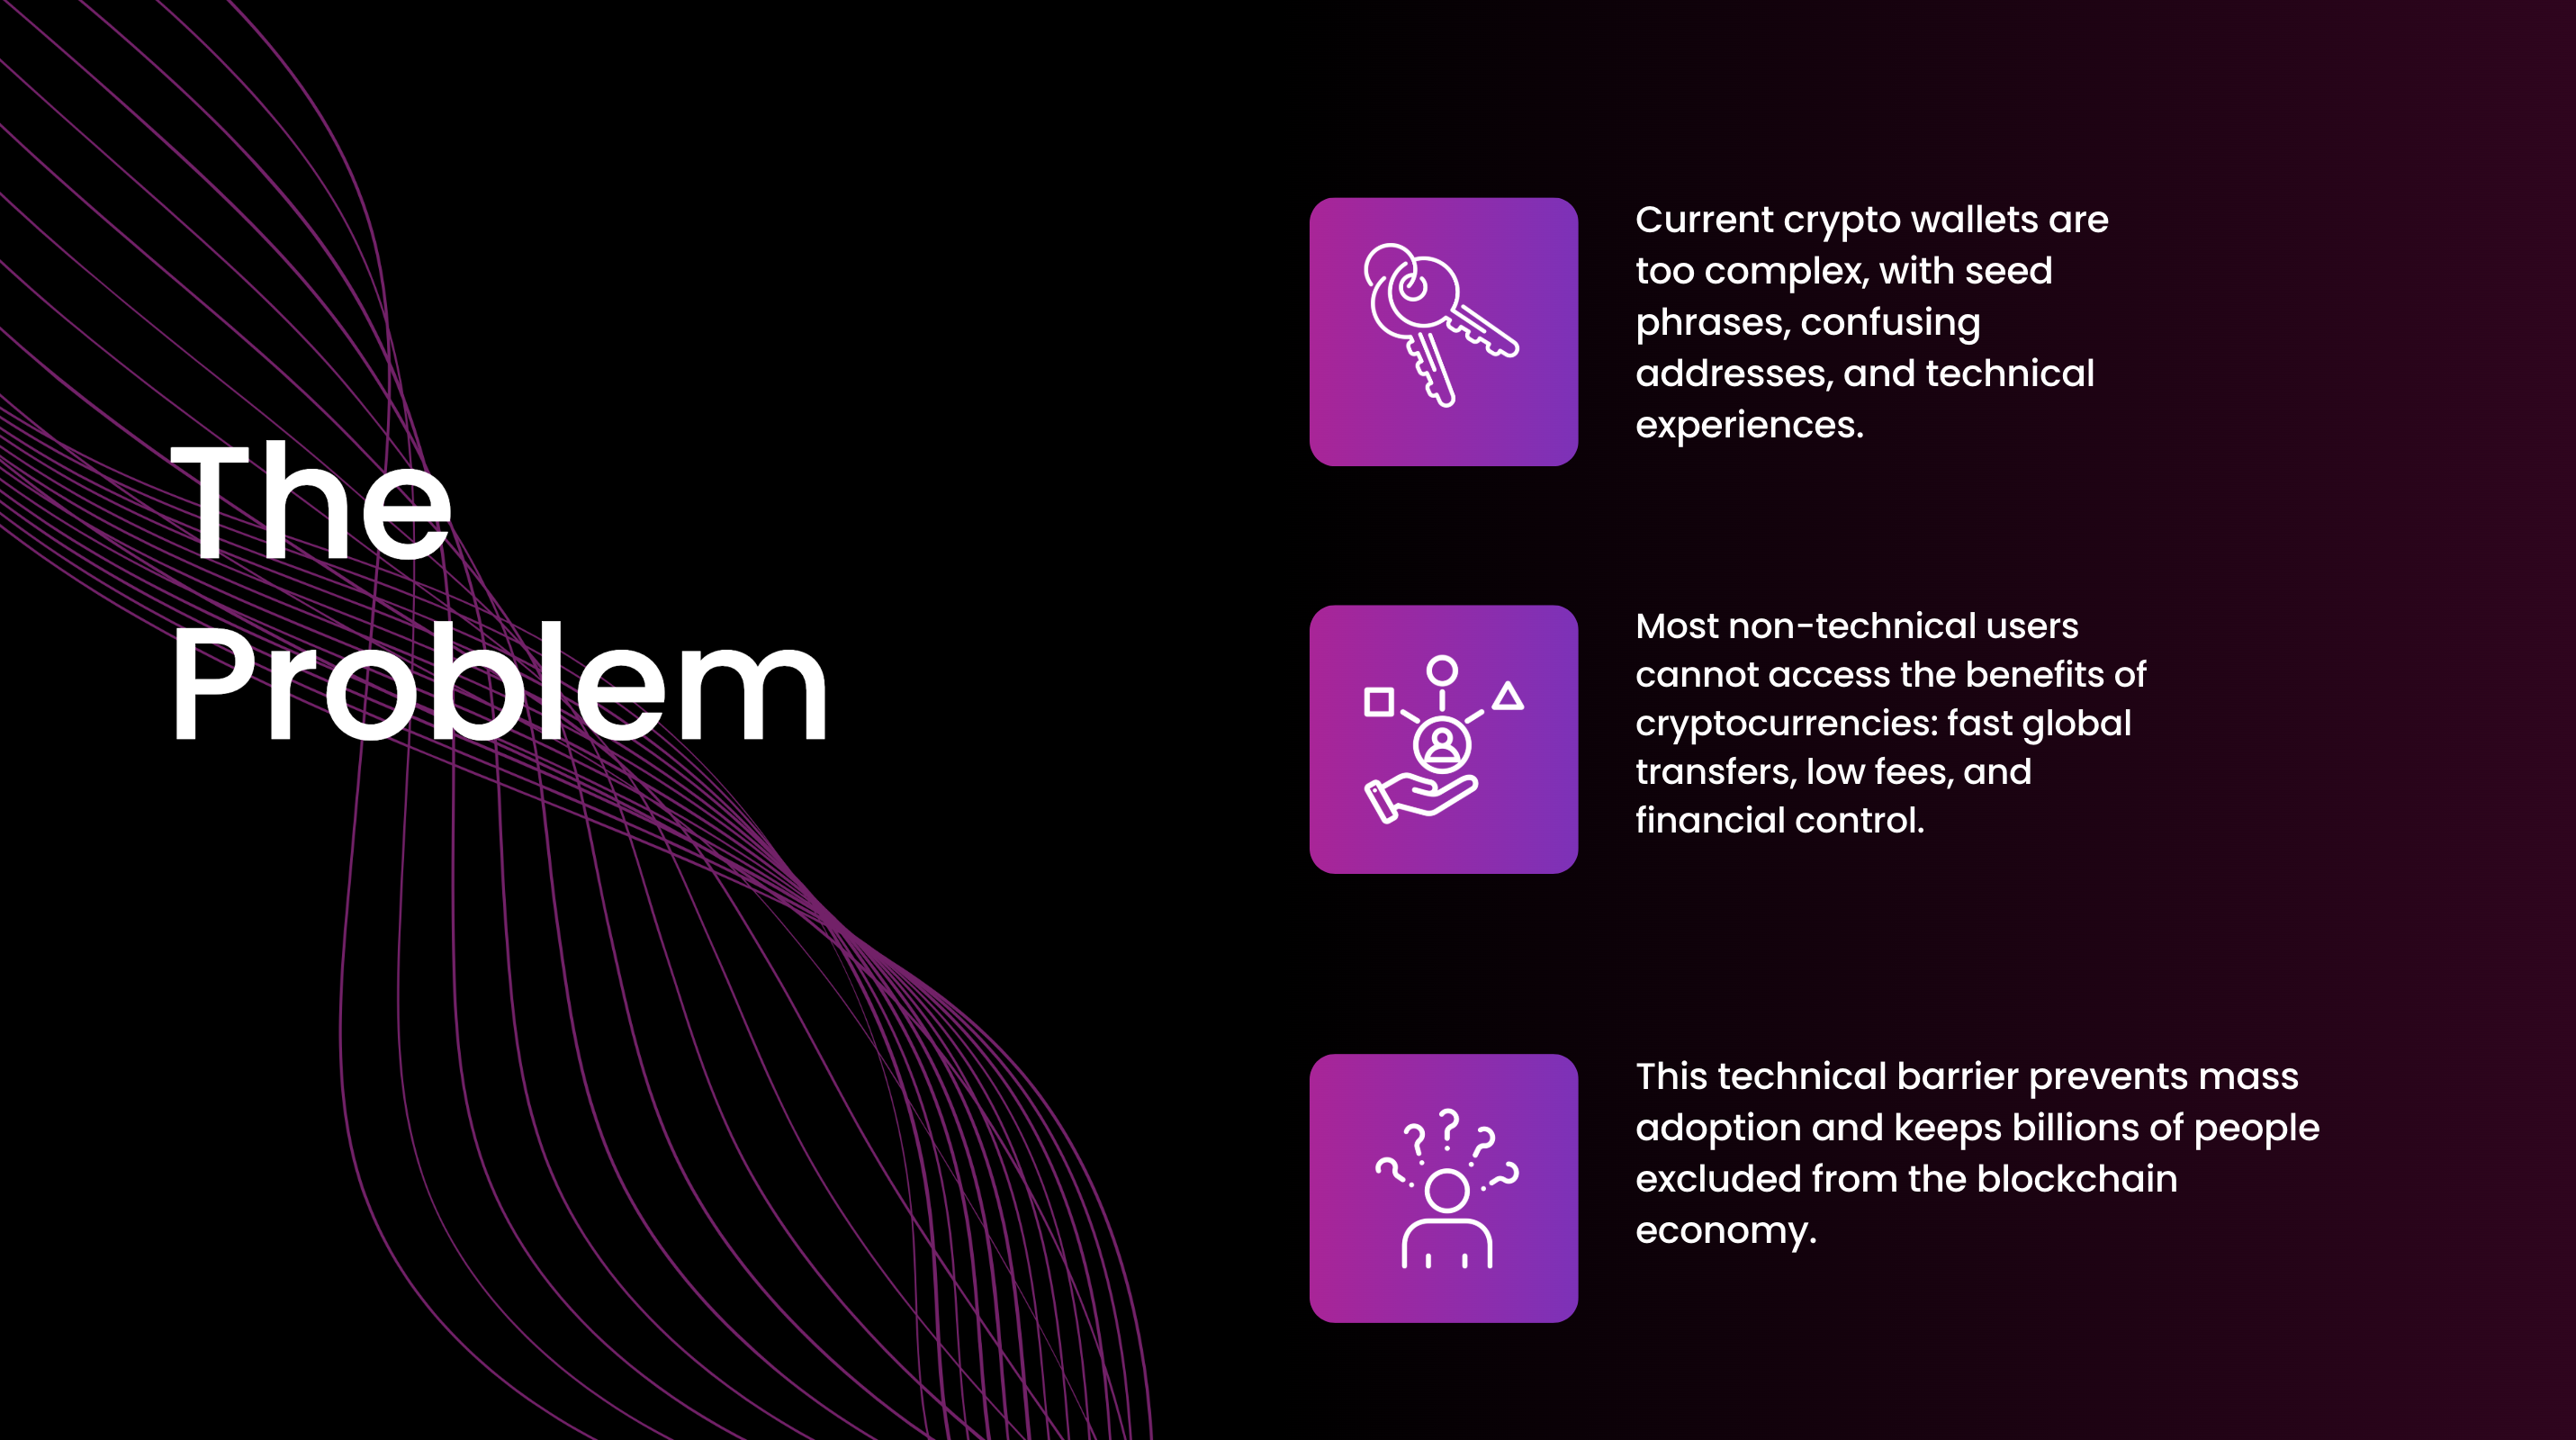 The
Problem
Current crypto wallets are
too complex, with seed
phrases, confusing
addresses, and technical
experiences.
Most non-technical users
cannot access the benefits of
cryptocurrencies: fast global
transfers, low fees, and
financial control.
This technical barrier prevents mass
adoption and keeps billions of people
excluded from the blockchain
economy.